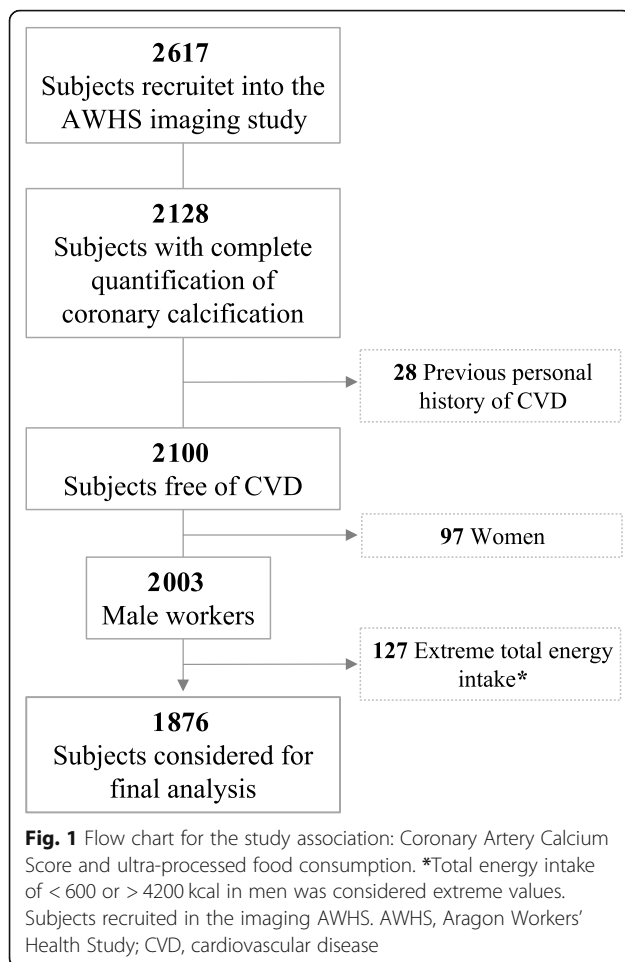 2617
Subjects recruitet into the
AWHS imaging study
2128
Subjects with complete
quantification of
coronary calcification
28 Previous personal
history of CVD
2100
Subjects free of CVD
97 Women
2003
Male workers
127 Extreme total energy
intake*
1876
Subjects considered for
final analysis
Fig. 1 Flow chart for the study association: Coronary Artery Calcium
Score and ultra-processed food consumption. *Total energy intake
of < 600 or > 4200 kcal in men was considered extreme values.
Subjects recruited in the imaging AWHS. AWHS, Aragon Workers'
Health Study; CVD, cardiovascular disease